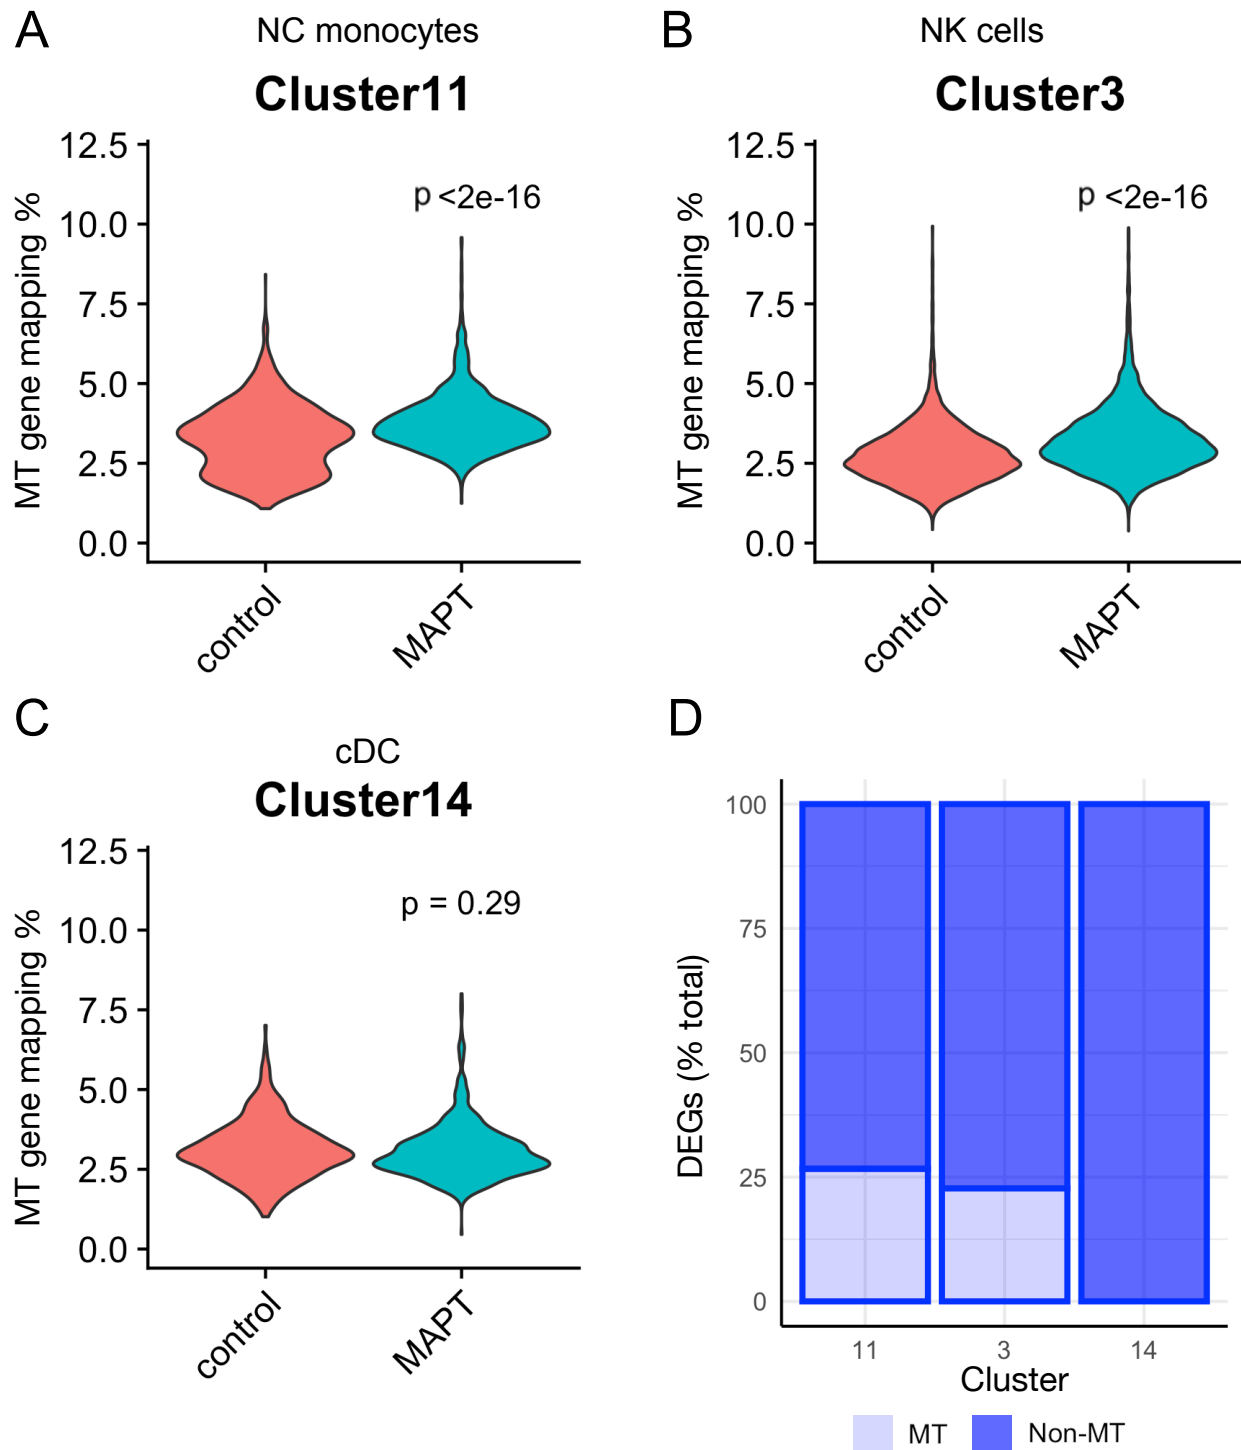 A
NC monocytes
Cluster11
MT gene mapping %
12.5
10.0
7.5
5.0
2.5
0.0
p <2e-16
control
MAPT
B
NK cells
Cluster3
MT gene mapping %
12.5
10.0
7.5
5.0
2.5
0.0
p <2e-16
control
MAPT
C
cDC
Cluster14
MT gene mapping %
12.5
10.0
7.5
5.0
2.5
0.0
p = 0.29
control
MAPT
D
DEGs (% total)
100
75
50
25
0
11
3
14
Cluster
MT
Non-MT